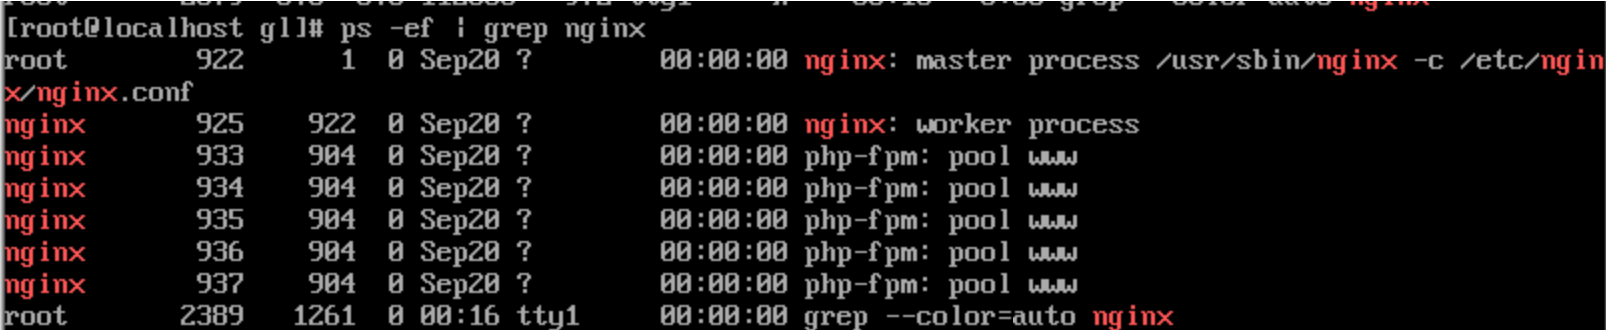 [root@localhost gl]# ps -ef | grep nginx
root 922 1 0 Sep20 ? 00:00:00 nginx: master process /usr/sbin/nginx -c /etc/ngin
x/nginx.conf
nginx 925 922 0 Sep20 ? 00:00:00 nginx: worker process
nginx 933 904 0 Sep20 ? 00:00:00 php-fpm: pool www
nginx 934 904 0 Sep20 ? 00:00:00 php-fpm: pool www
nginx 935 904 0 Sep20 ? 00:00:00 php-fpm: pool www
nginx 936 904 0 Sep20 ? 00:00:00 php-fpm: pool www
nginx 937 904 0 Sep20 ? 00:00:00 php-fpm: pool www
root 2389 1261 0 00:16 tty1 00:00:00 grep --color=auto nginx